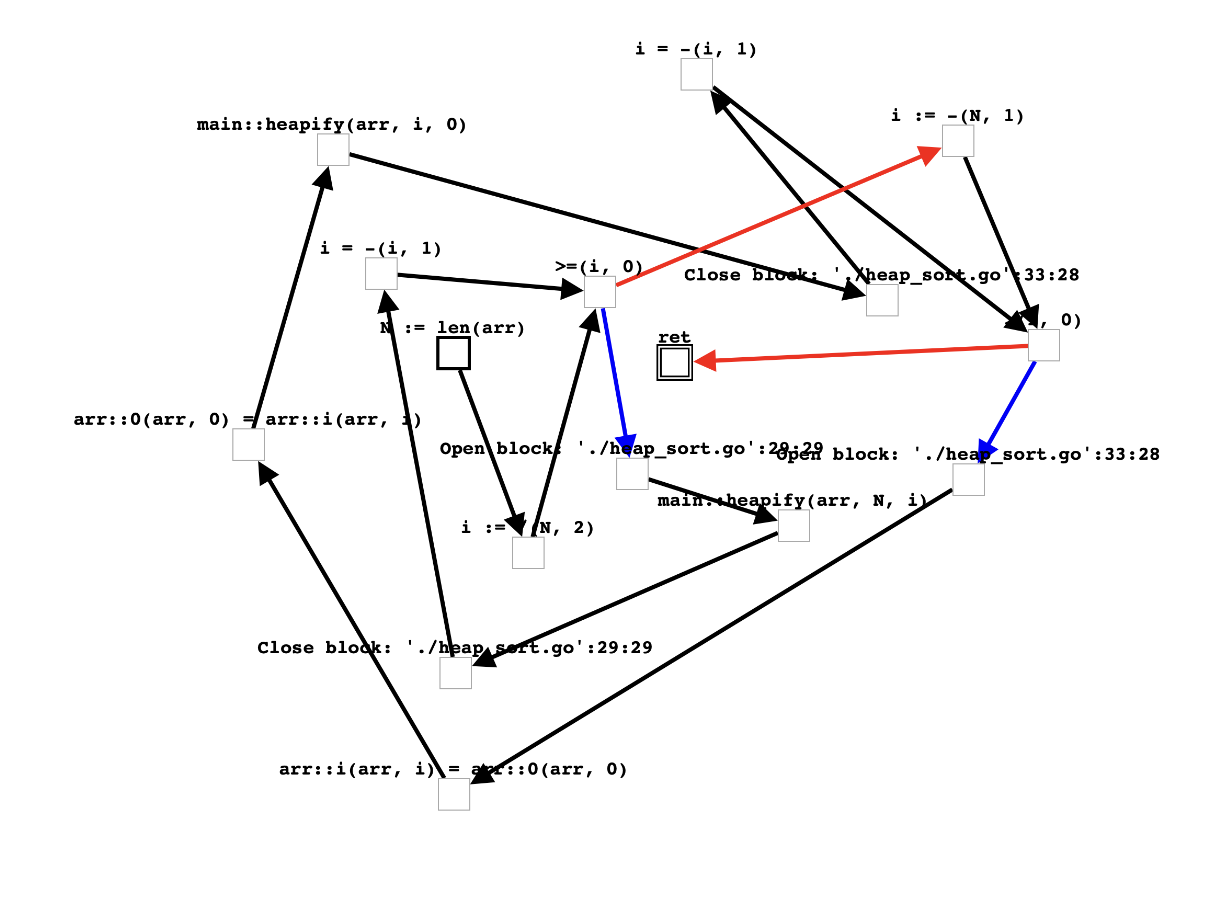 i = -(i, 1)
i := -(N, 1)
main::heapify(arr, i, 0)
i = -(i, 1)
>=(i, 0)
Close block: './heap_sort.go':33:28
, 0)
N := len(arr)
ret
arr::0(arr, 0) = arr::i(arr, i)
Open block: './heap_sort.go':29:29
Open block: './heap_sort.go':33:28
main::heapify(arr, N, i)
i := (N, 2)
Close block: './heap_sort.go':29:29
arr::i(arr, i) = arr::0(arr, 0)